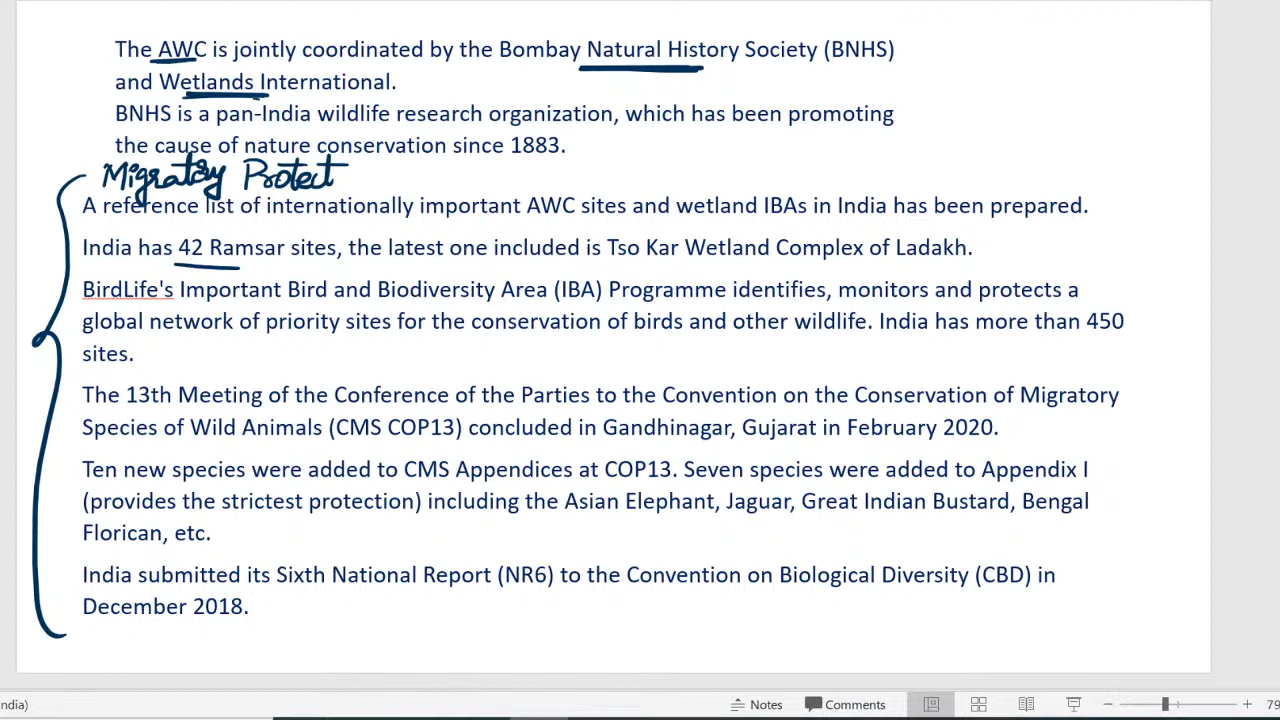 The AWC is jointly coordinated by the Bombay Natural History Society (BNHS)
and Wetlands International.
BNHS is a pan-India wildlife research organization, which has been promoting
the cause of nature conservation since 1883.
Migratory Protect
A reference list of internationally important AWC sites and wetland IBAs in India has been prepared.
India has 42 Ramsar sites, the latest one included is Tso Kar Wetland Complex of Ladakh.
BirdLife's Important Bird and Biodiversity Area (IBA) Programme identifies, monitors and protects a
global network of priority sites for the conservation of birds and other wildlife. India has more than 450
sites.
The 13th Meeting of the Conference of the Parties to the Convention on the Conservation of Migratory
Species of Wild Animals (CMS COP13) concluded in Gandhinagar, Gujarat in February 2020.
Ten new species were added to CMS Appendices at COP13. Seven species were added to Appendix I
(provides the strictest protection) including the Asian Elephant, Jaguar, Great Indian Bustard, Bengal
Florican, etc.
India submitted its Sixth National Report (NR6) to the Convention on Biological Diversity (CBD) in
December 2018.
ndia) Notes Comments 79